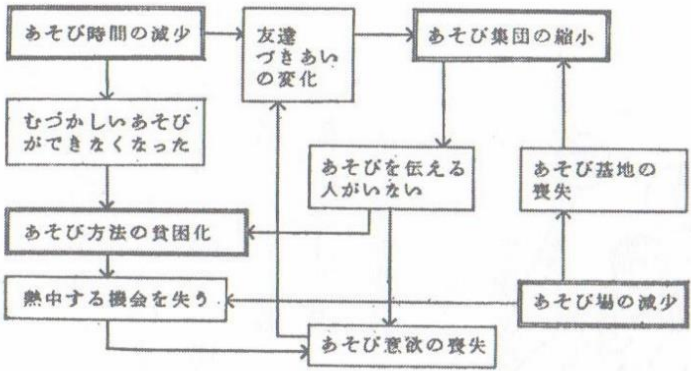 あそび時間の減少
友達
づきあい
の変化
あそび集団の縮小
むづかしいあそび
ができなくなった
あそびを伝える
人がいない
あそび基地の
喪失
あそび方法の貧困化
熱中する機会を失う
あそび場の減少
あそび意欲の喪失